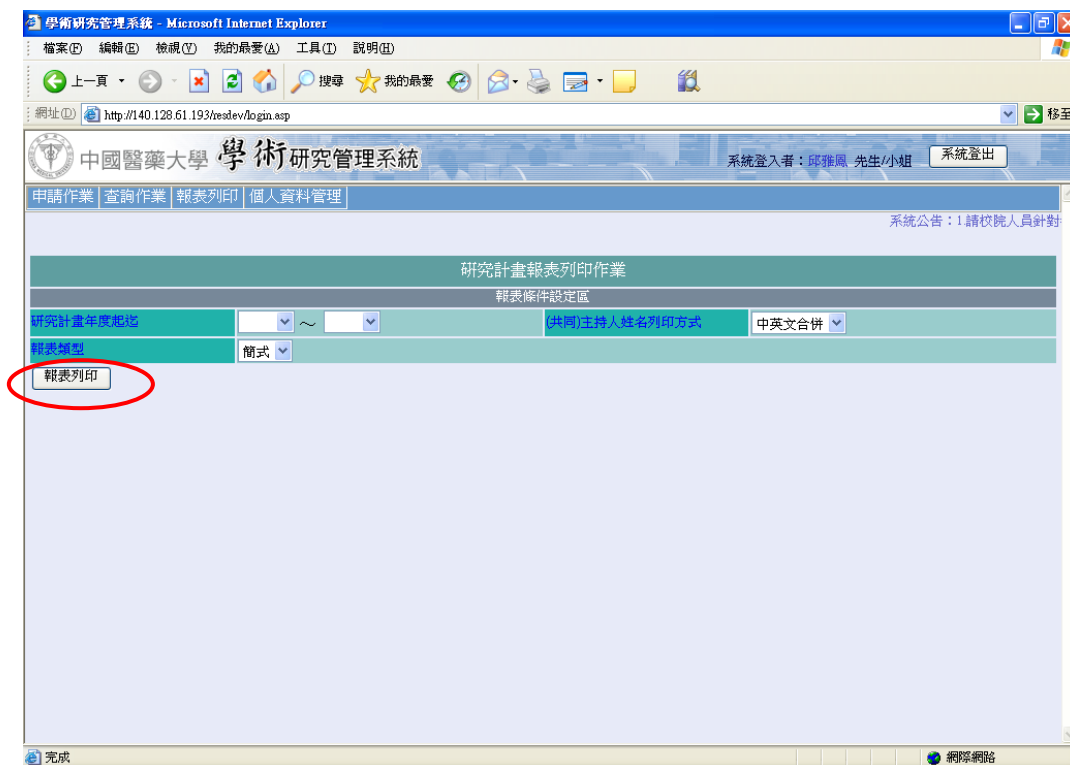 學術研究管理系統 - Microsoft Internet Explorer
檔案(F) 編輯(E) 檢視(V) 我的最愛(A) 工具(T) 說明(H)
上一頁 搜尋 我的最愛
網址(D) http://140.128.61.193/resdev/login.asp 移至
中國醫藥大學 學術研究管理系統 系統登入者：邱雅鳳 先生/小姐 系統登出
申請作業 查詢作業 報表列印 個人資料管理
系統公告：1.請校院人員針對
研究計畫報表列印作業
報表條件設定區
研究計畫年度起迄 ～ (共同)主持人姓名列印方式 中英文合併
報表類型 簡式
報表列印
完成 網際網路